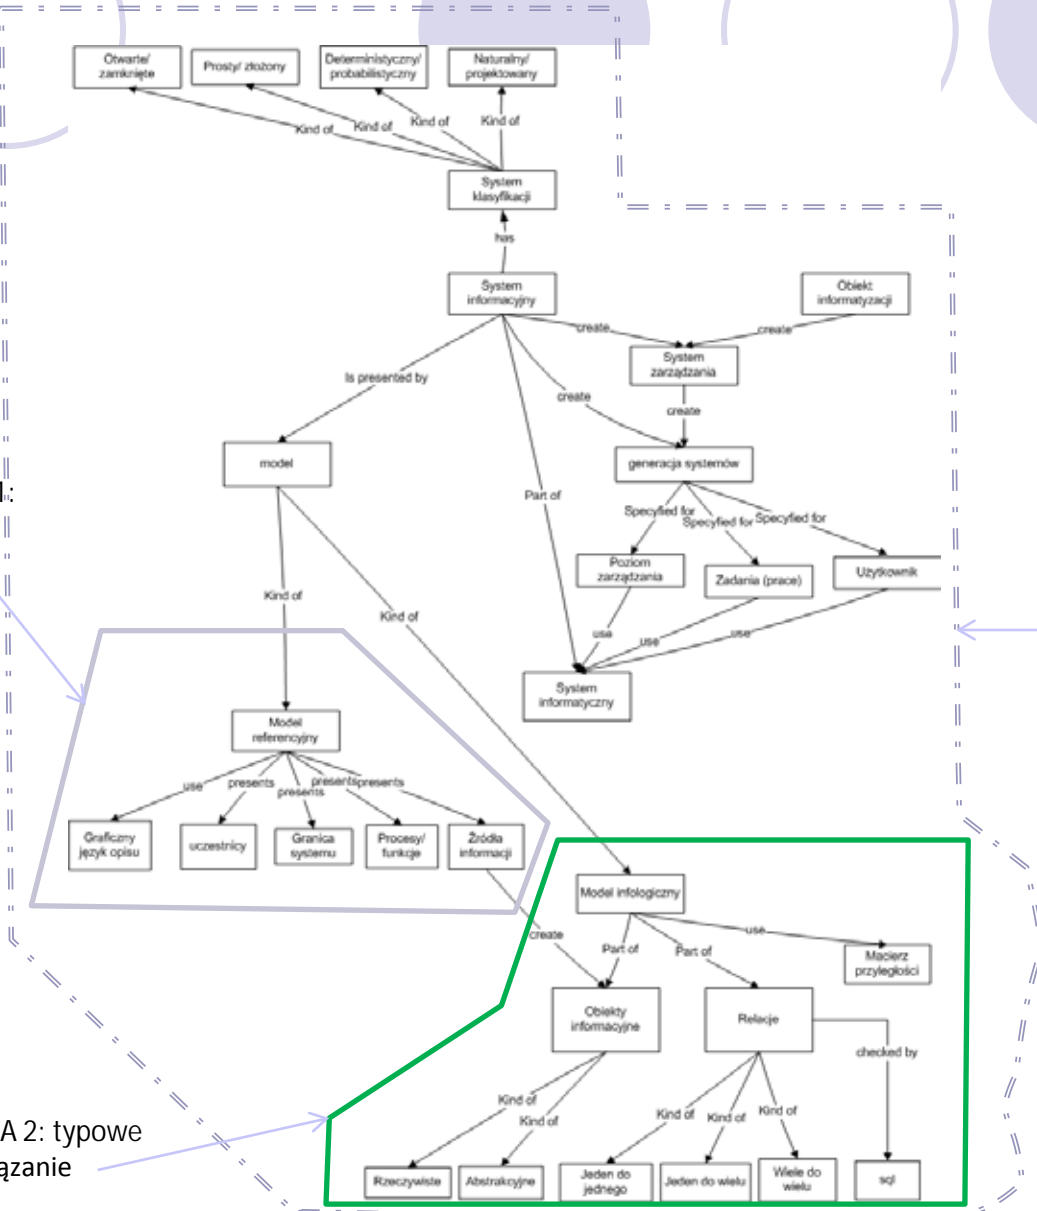 Otwarte/
zamknięte
Prosty/ złożony
Deterministyczny/
probabilistyczny
Naturalny/
projektowany
Kind of
Kind of
Kind of
Kind of
System
klasyfikacji
has
System
informacyjny
Obiekt
informatyzacji
create
create
System
zarządzania
Is presented by
create
create
model
generacja systemów
1:
Part of
Specyfied for
Specyfied for
Specyfied for
Poziom
zarządzania
Zadania (prace)
Użytkownik
Kind of
Kind of
use
use
use
System
informatyczny
Model
referencyjny
use
presents
presents
presents
presents
Graficzny
język opisu
uczestnicy
Granica
systemu
Procesy/
funkcje
Źródła
informacji
Model infologiczny
create
Part of
Part of
use
Macierz
przyległości
Obiekty
informacyjne
Relacje
checked by
Kind of
Kind of
Kind of
Kind of
Kind of
A 2: typowe
ązanie
Rzeczywiste
Abstrakcyjne
Jeden do
jednego
Jeden do wielu
Wiele do
wielu
sql